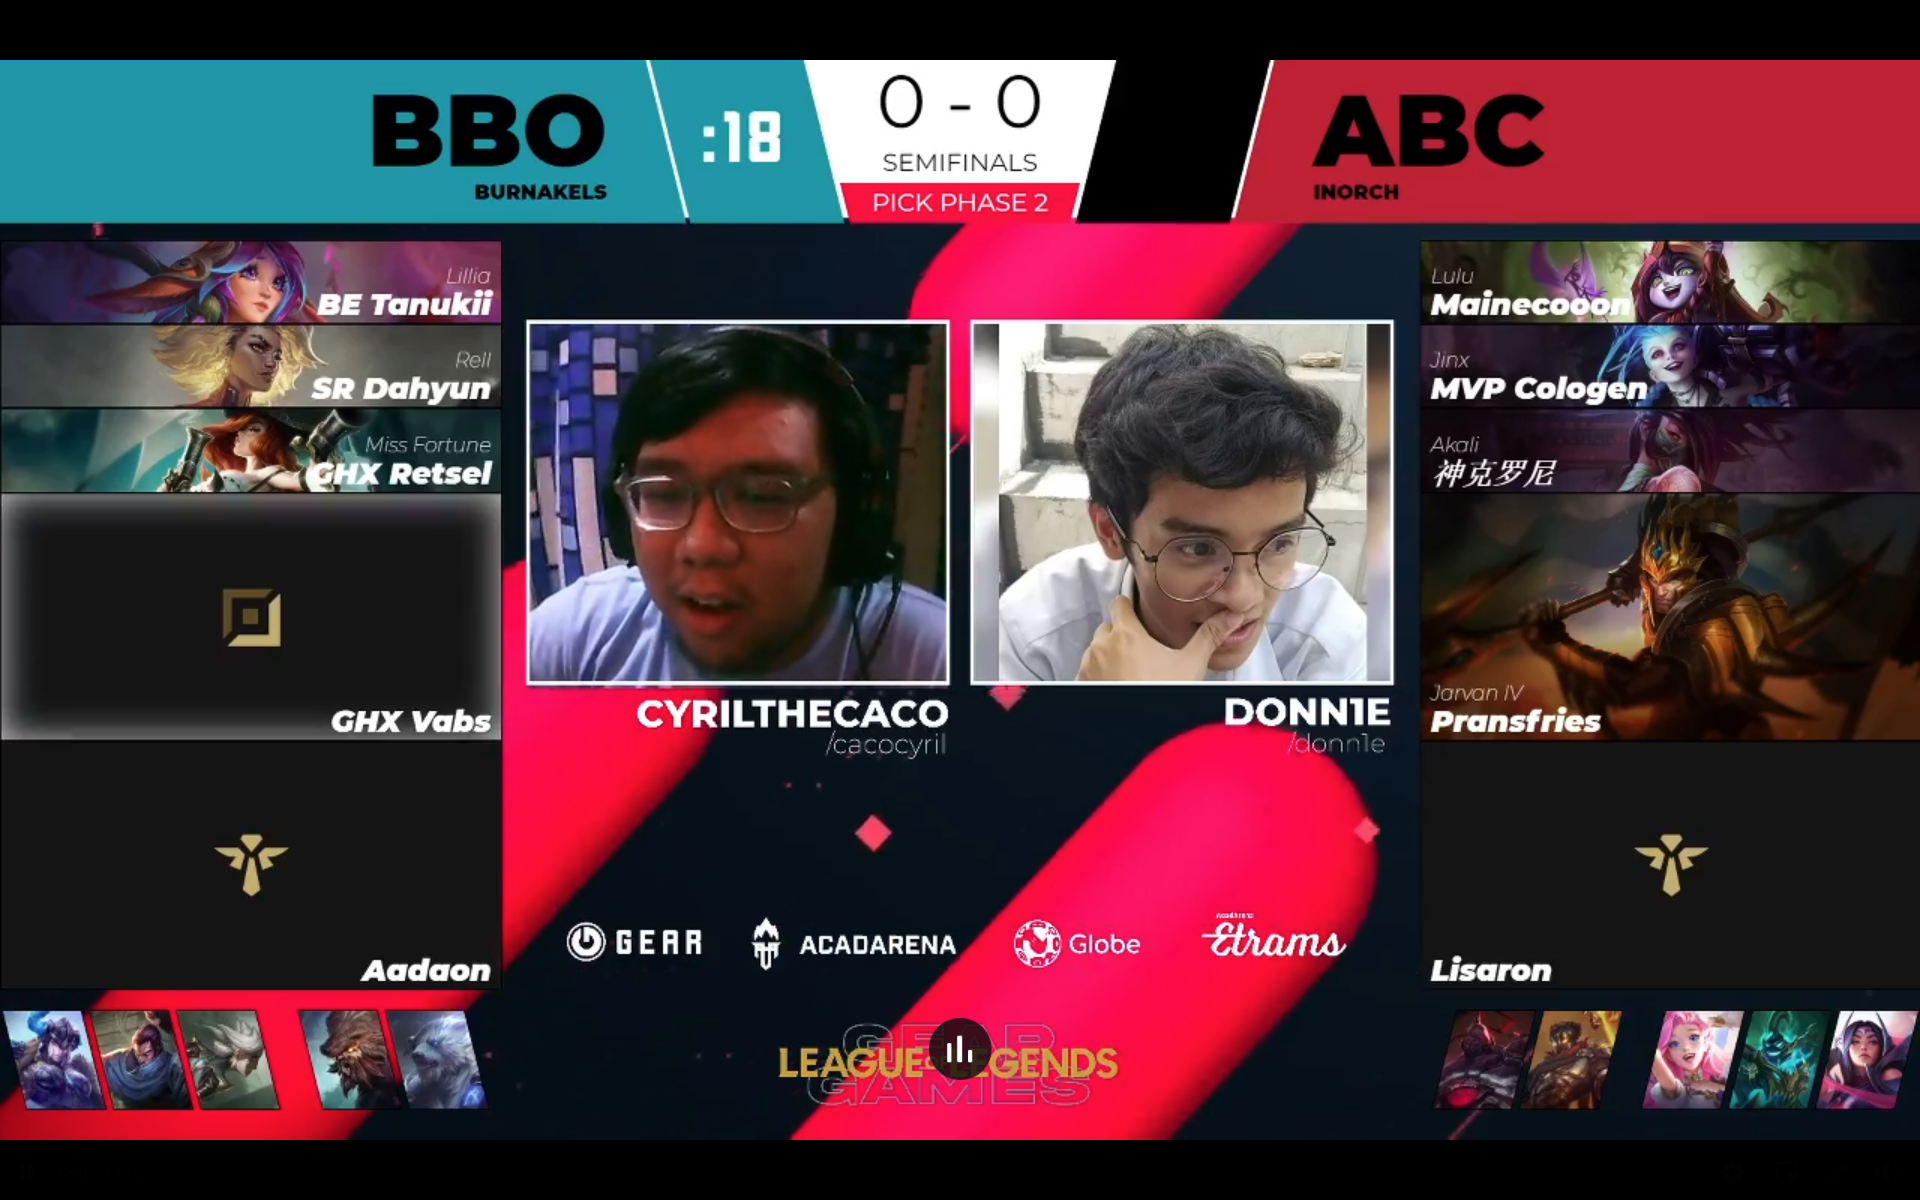 BBO
BURNAKELS
:18
0 - 0
SEMIFINALS
PICK PHASE 2
ABC
INORCH
Lillia
BE Tanukii
Rell
SR Dahyun
Miss Fortune
GHX Retsel
GHX Vabs
Aadaon
CYRILTHECACO
/cacocyril
DONN1E
/donn1e
Lulu
Mainecooon
Jinx
MVP Cologen
Akali
神克罗尼
Jarvan IV
Pransfries
Lisaron
GEAR
ACADARENA
Globe
AcadArena
Etrams
GEAR
LEAGUE OF LEGENDS
GAMES